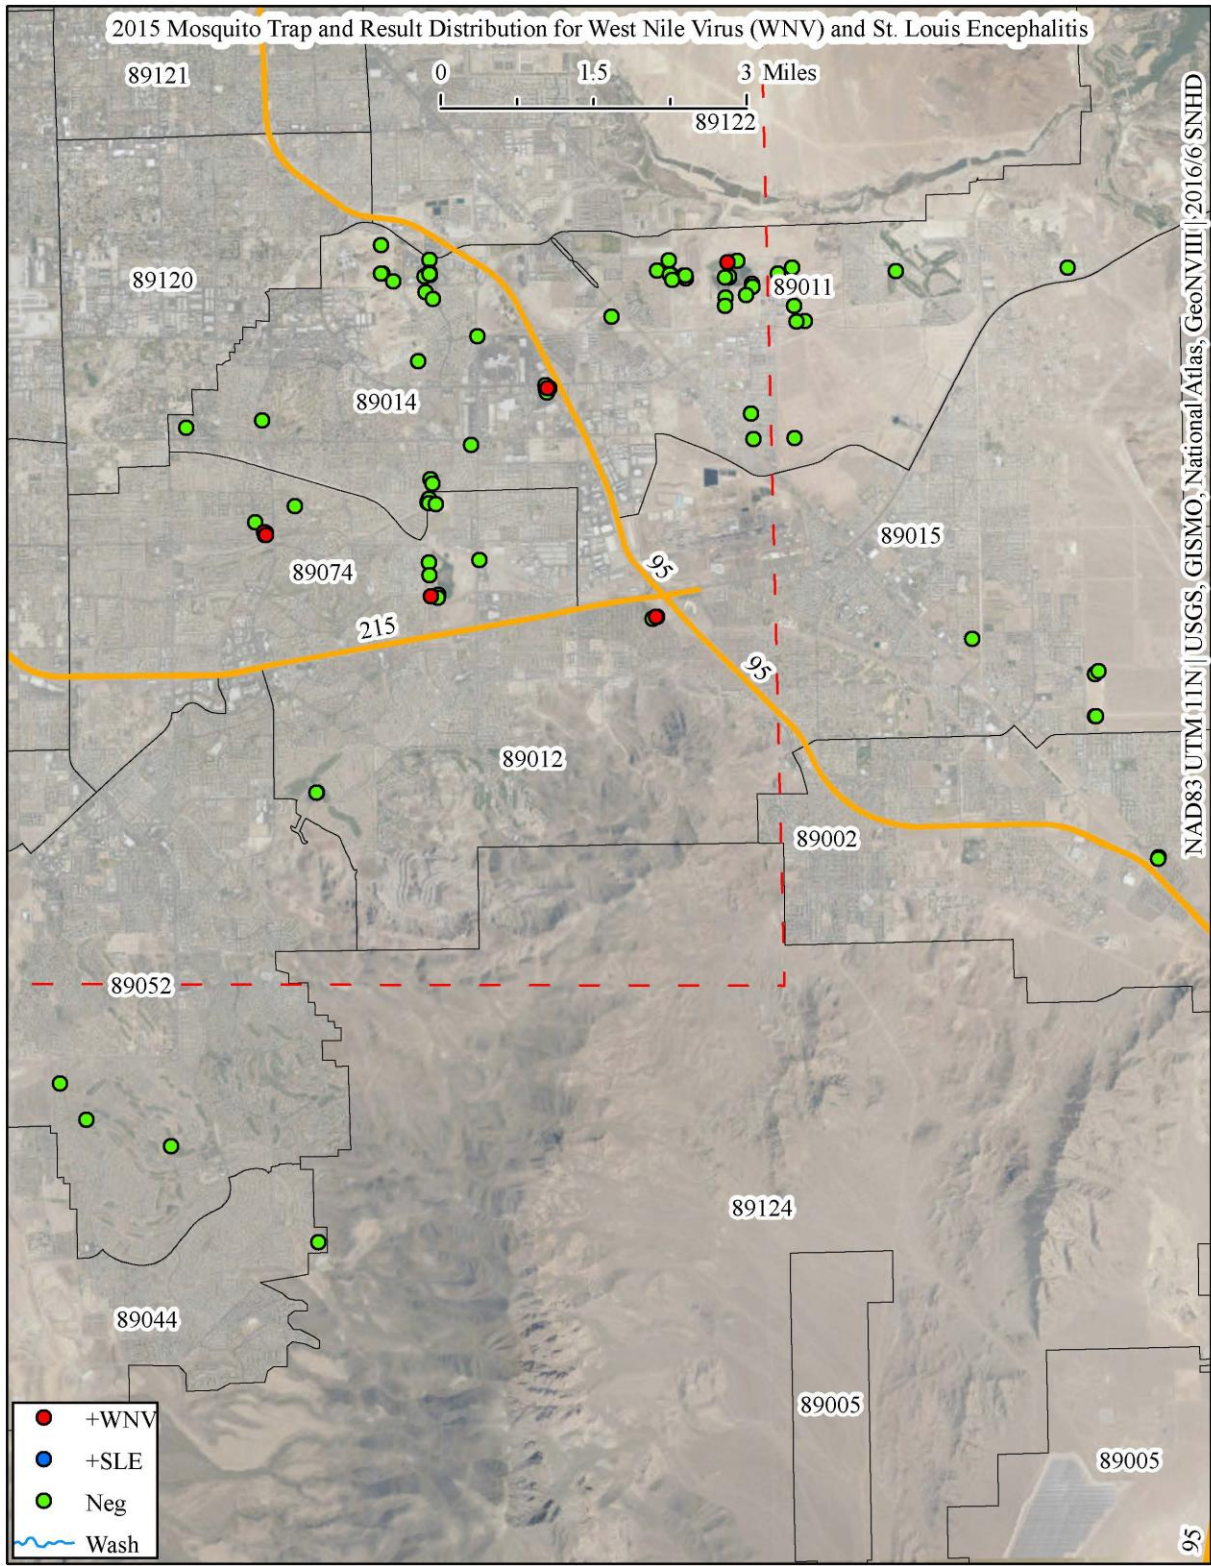 2015 Mosquito Trap and Result Distribution for West Nile Virus (WNV) and St. Louis Encephalitis
89121
0 1.5 3 Miles
89122
NAD83 UTM 11N | USGS, GISMO, National Atlas, GeoNVIII | 2016/6 SNHD
89120
89011
89014
89015
95
89074
215
95
89012
89002
89052
89124
89044
89005
89005
95
+WNV
+SLE
Neg
Wash